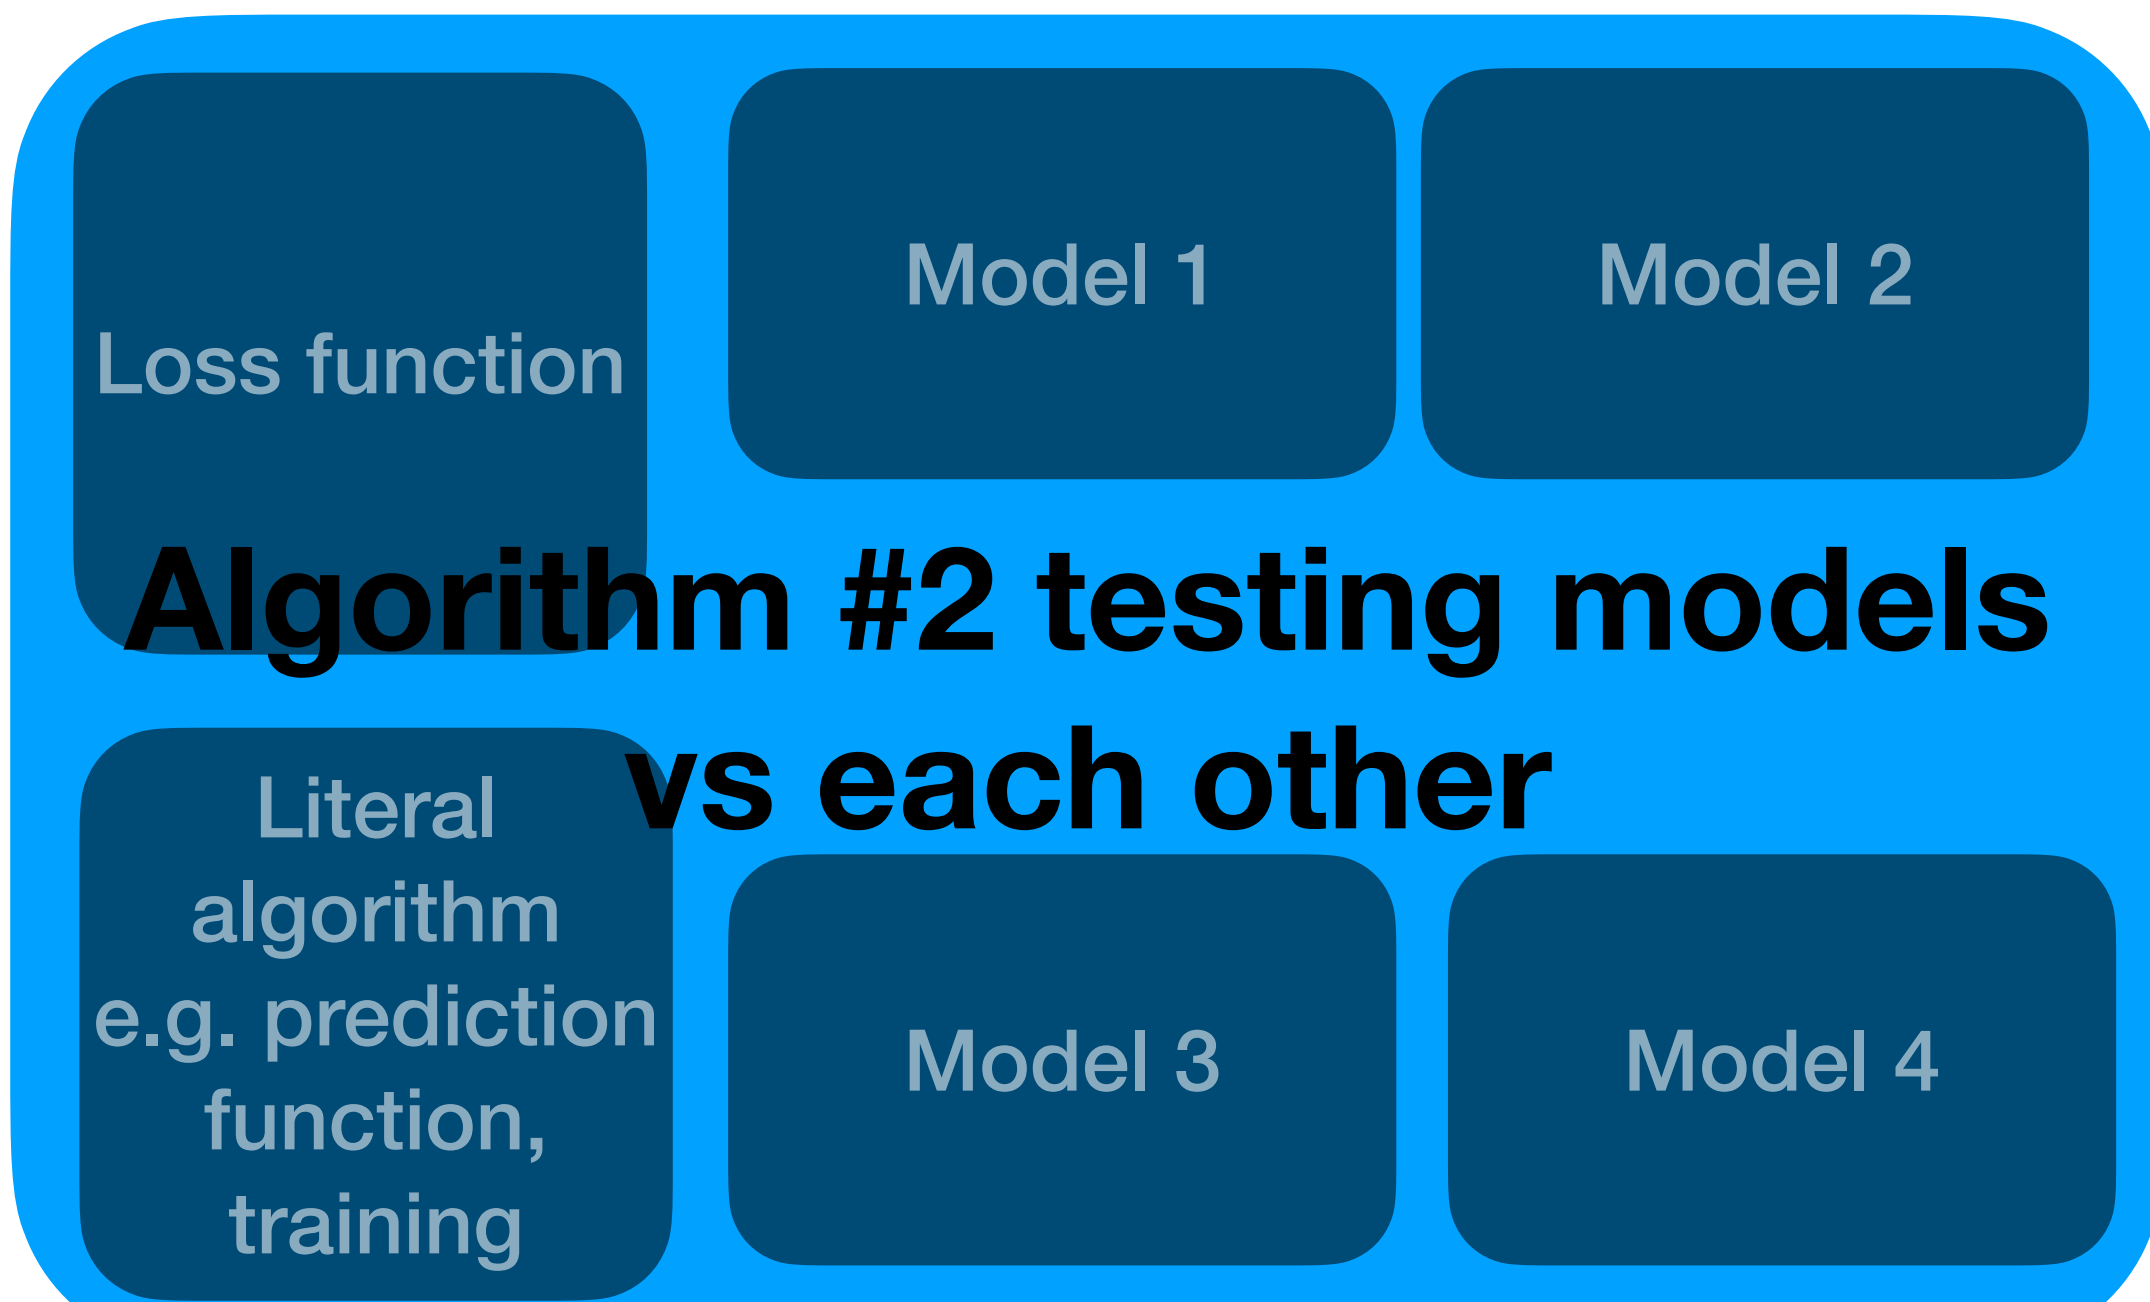 Loss function
Model 1
Model 2
Algorithm #2 testing models
vs each other
Literal
algorithm
e.g. prediction
function,
training
Model 3
Model 4